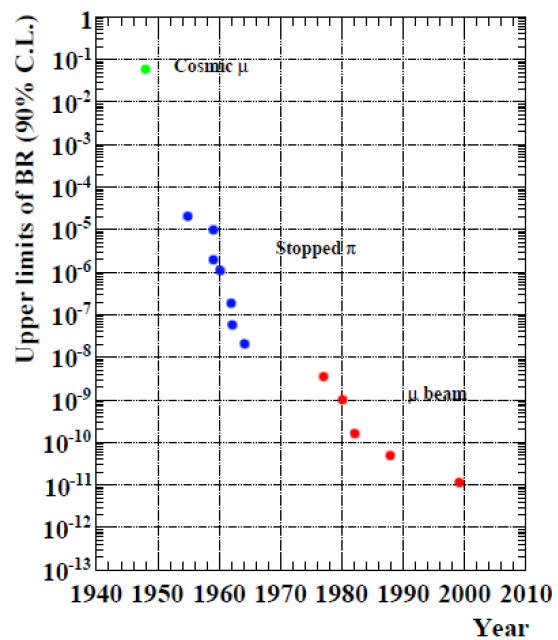 Upper limits of BR (90% C.L.)
1
10⁻¹
10⁻²
10⁻³
10⁻⁴
10⁻⁵
10⁻⁶
10⁻⁷
10⁻⁸
10⁻⁹
10⁻¹⁰
10⁻¹¹
10⁻¹²
10⁻¹³
Cosmic μ
Stopped π
μ beam
1940 1950 1960 1970 1980 1990 2000 2010
Year